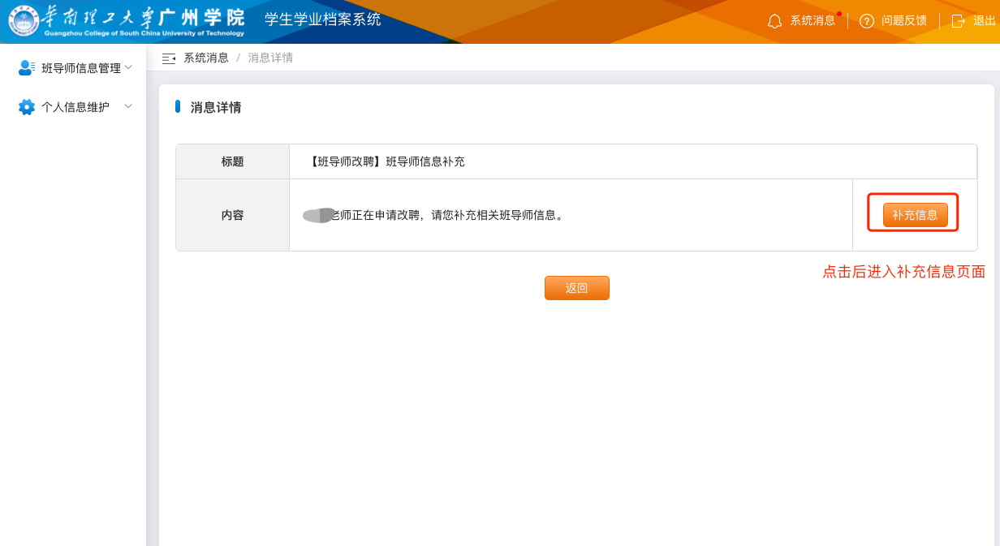 华南理工大学广州学院
Guangzhou College of South China University of Technology
学生学业档案系统
系统消息
问题反馈
退出
班导师信息管理
个人信息维护
系统消息 / 消息详情
消息详情
标题
【班导师改聘】班导师信息补充
内容
老师正在申请改聘，请您补充相关班导师信息。
补充信息
点击后进入补充信息页面
返回